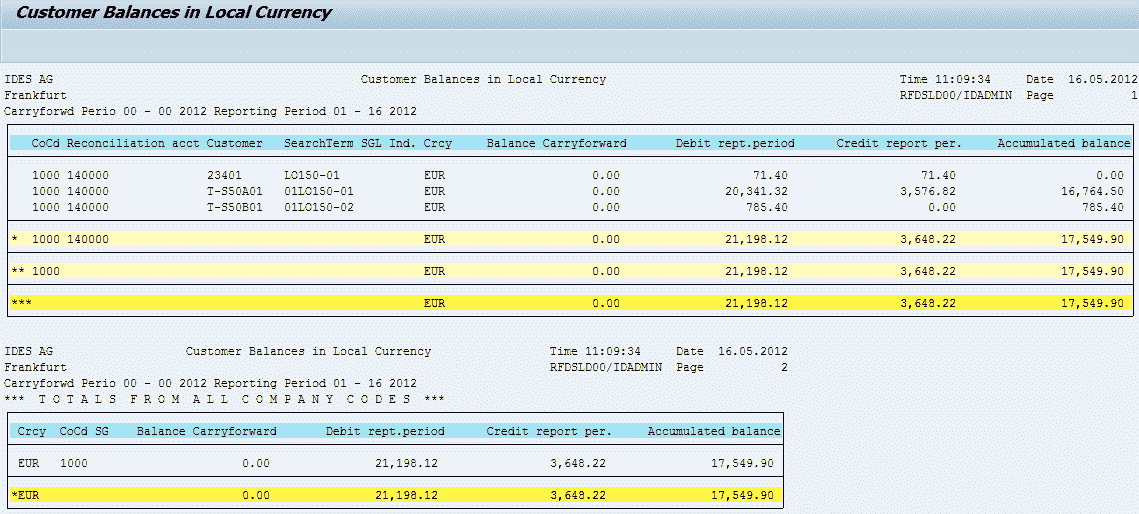 Customer Balances in Local Currency
IDES AG Customer Balances in Local Currency Time 11:09:34 Date 16.05.2012
Frankfurt RFDSLD00/IDADMIN Page 1
Carryforwd Perio 00 - 00 2012 Reporting Period 01 - 16 2012
CoCd Reconciliation acct Customer SearchTerm SGL Ind. Crcy Balance Carryforward Debit rept.period Credit report per. Accumulated balance
1000 140000 23401 LO150-01 EUR 0.00 71.40 71.40 0.00
1000 140000 T-S50A01 01LO150-01 EUR 0.00 20,341.32 3,576.82 16,764.50
1000 140000 T-S50B01 01LO150-02 EUR 0.00 785.40 0.00 785.40
* 1000 140000 EUR 0.00 21,198.12 3,648.22 17,549.90
** 1000 EUR 0.00 21,198.12 3,648.22 17,549.90
*** EUR 0.00 21,198.12 3,648.22 17,549.90
IDES AG Customer Balances in Local Currency Time 11:09:34 Date 16.05.2012
Frankfurt RFDSLD00/IDADMIN Page 2
Carryforwd Perio 00 - 00 2012 Reporting Period 01 - 16 2012
*** T O T A L S F R O M A L L C O M P A N Y C O D E S ***
Crcy CoCd SG Balance Carryforward Debit rept.period Credit report per. Accumulated balance
EUR 1000 0.00 21,198.12 3,648.22 17,549.90
*EUR 0.00 21,198.12 3,648.22 17,549.90